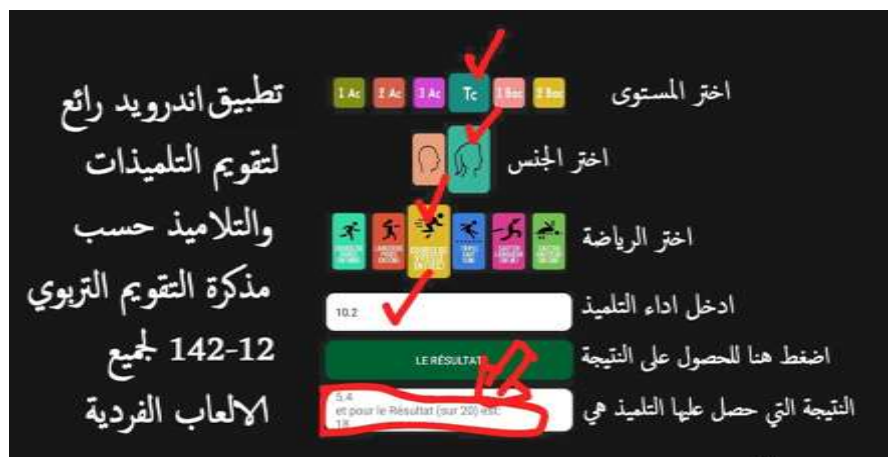 تطبيق اندرويد رائع
لتقويم التلميذات
والتلاميذ حسب
مذكرة التقويم التربوي
142-12 لجميع
الالعاب الفردية
اختر المستوى
1 Ac 2 Ac 3 Ac Tc 1 Bac 2 Bac
اختر الجنس
اختر الرياضة
ادخل اداء التلميذ
10.2
اضغط هنا للحصول على النتيجة
LE RÉSULTAT
النتيجة التي حصل عليها التلميذ هي
5.4
et pour le Résultat (sur 20) est:
18